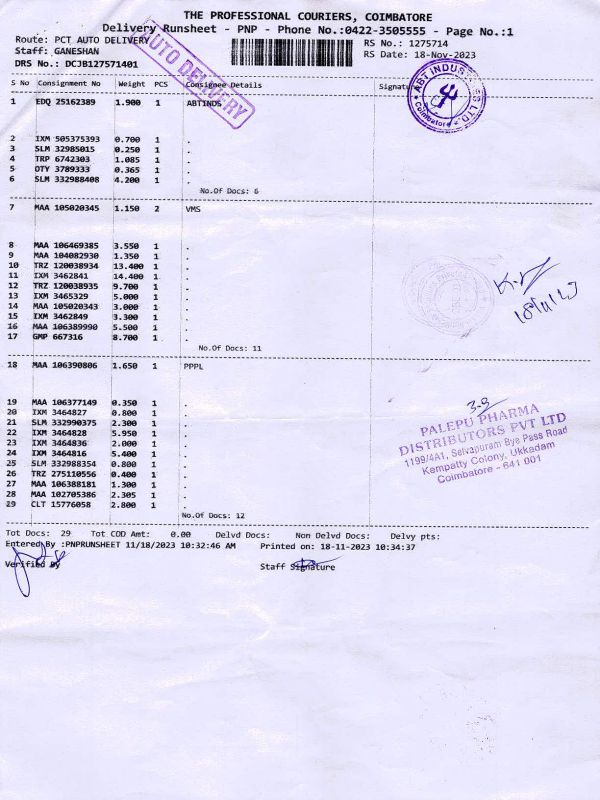 THE PROFESSIONAL COURIERS, COIMBATORE
Delivery Runsheet - PNP - Phone No.:0422-3505555 - Page No.:1
Route: PCT AUTO DELIVERY
RS No.: 1275714
Staff: GANESHAN
RS Date: 18-Nov-2023
DRS No.: DCJB127571401
AUTO DELIVERY
S No Consignment No Weight PCS Consignee Details Signatu
ABT INDUS ES LTD.
Coimbatore
1 EDQ 25162389 1.900 1 ABTINDS
2 IXM 505375393 0.700 1 .
3 SLM 32985015 0.250 1 .
4 TRP 6742303 1.085 1 .
5 OTY 3789333 0.365 1 .
6 SLM 332988408 4.200 1 .
No.Of Docs: 6
7 MAA 105020345 1.150 2 VMS
8 MAA 106469385 3.550 1 .
9 MAA 104082930 1.350 1 .
10 TRZ 120038934 13.400 1 .
11 IXM 3462841 14.400 1 .
12 TRZ 120038935 9.700 1 .
13 IXM 3465329 5.000 1 .
14 MAA 105020343 3.000 1 .
15 IXM 3462849 3.300 1 .
16 MAA 106389990 5.500 1 .
17 GMP 667316 8.700 1 .
18/11/23
No.Of Docs: 11
18 MAA 106390806 1.650 1 PPPL
19 MAA 106377149 0.350 1 .
20 IXM 3464827 0.800 1 .
21 SLM 332990375 2.300 1 .
22 IXM 3464828 5.950 1 .
23 IXM 3464836 2.000 1 .
24 IXM 3464816 5.400 1 .
25 SLM 332988354 0.800 1 .
26 TRZ 275110556 0.400 1 .
27 MAA 106388181 1.300 1 .
28 MAA 102705386 2.305 1 .
29 CLT 15776058 2.800 1 .
PALEPU PHARMA
DISTRIBUTORS PVT LTD
1199/4A1, Selvapuram Bye Pass Road
Kempatty Colony, Ukkadam
Coimbatore - 641 001
No.Of Docs: 12
Tot Docs: 29 Tot COD Amt: 0.00 Delvd Docs: Non Delvd Docs: Delvy pts:
Entered By :PNPRUNSHEET 11/18/2023 10:32:46 AM Printed on: 18-11-2023 10:34:37
Verified By Staff Signature